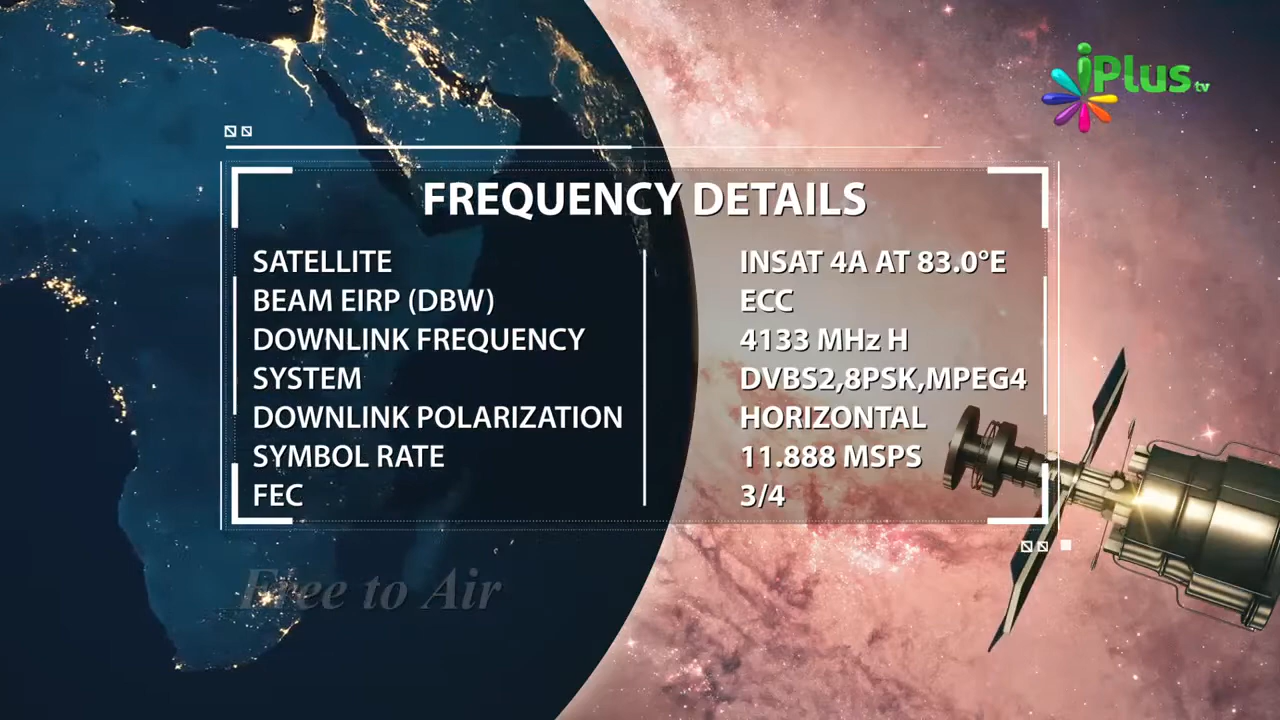 iPlus tv
FREQUENCY DETAILS
SATELLITE INSAT 4A AT 83.0°E
BEAM EIRP (DBW) ECC
DOWNLINK FREQUENCY 4133 MHz H
SYSTEM DVBS2,8PSK,MPEG4
DOWNLINK POLARIZATION HORIZONTAL
SYMBOL RATE 11.888 MSPS
FEC 3/4
Free to Air